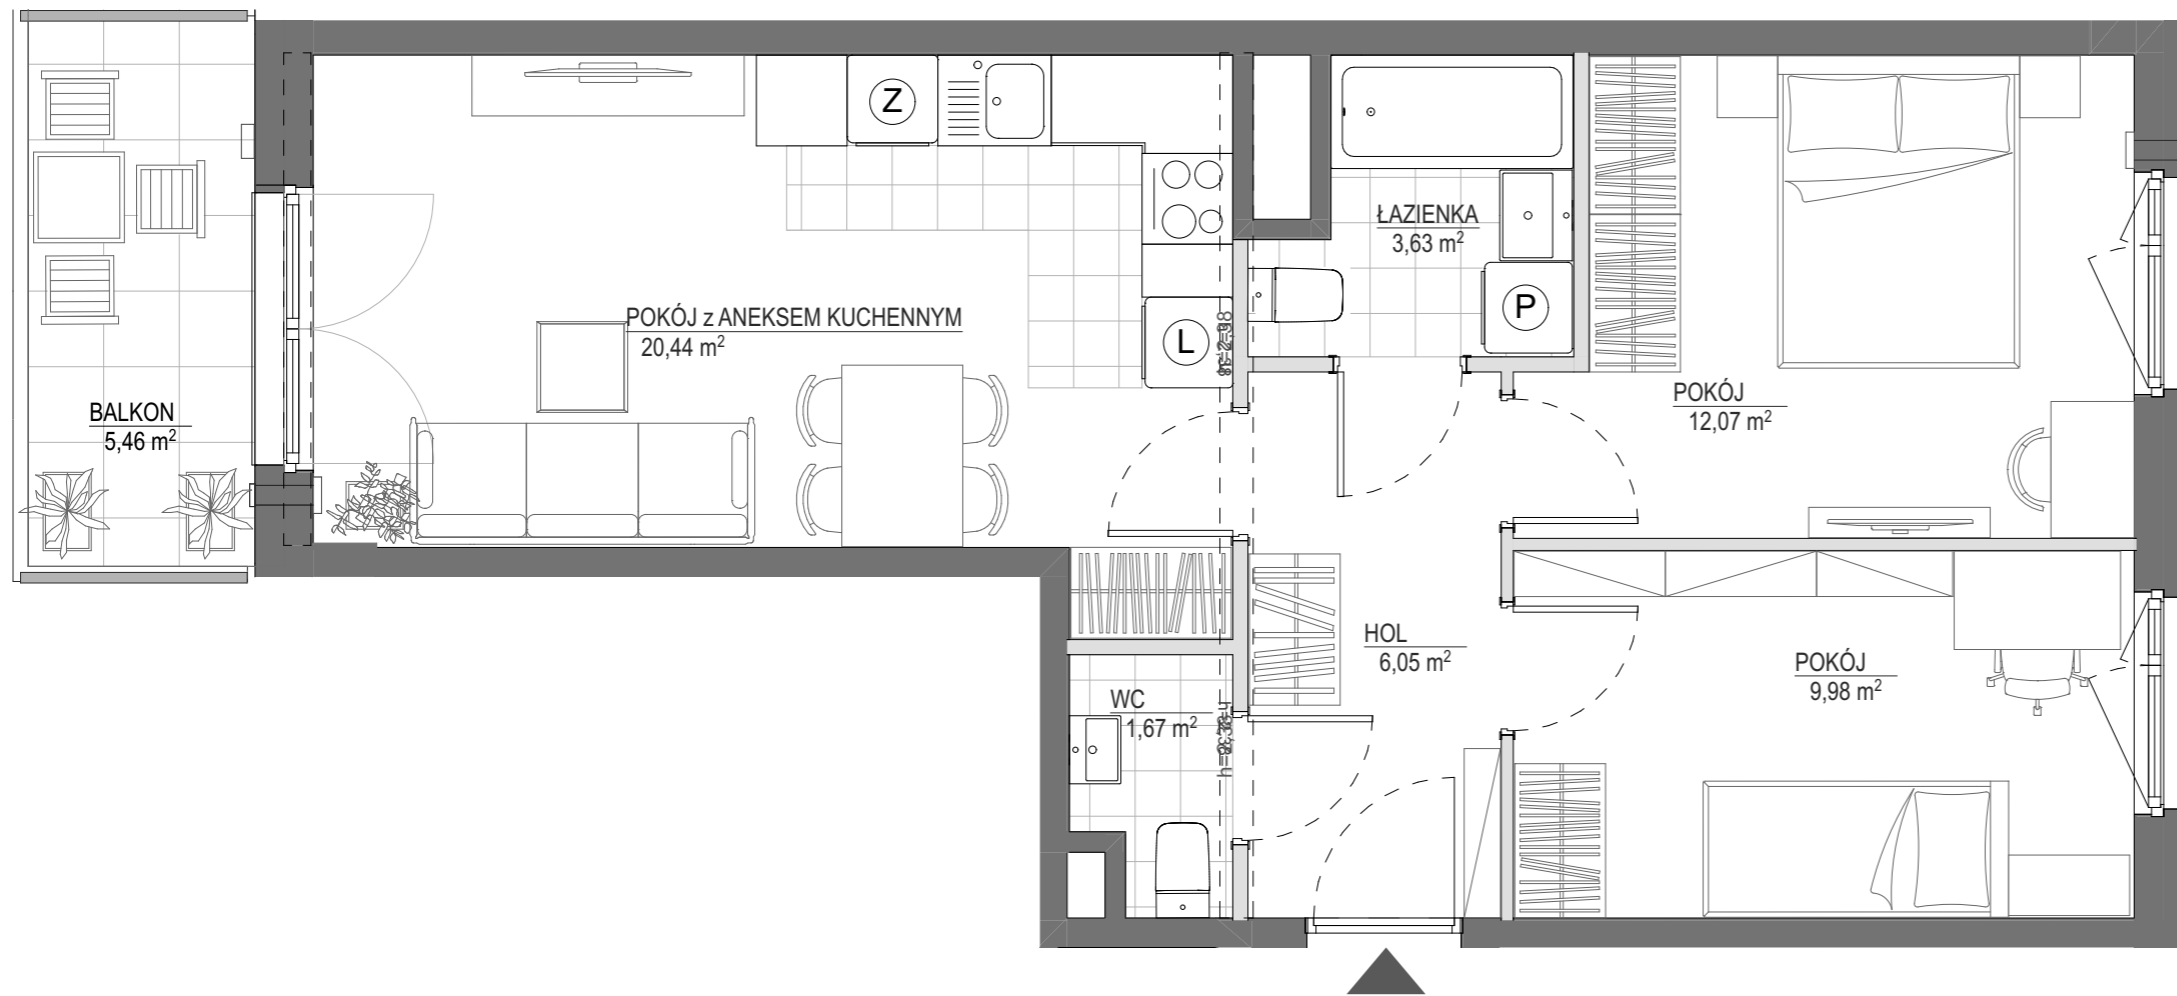 Z
ŁAZIENKA
3,63 m²
POKÓJ z ANEKSEM KUCHENNYM
20,44 m²
L
P
BALKON
5,46 m²
POKÓJ
12,07 m²
HOL
6,05 m²
POKÓJ
9,98 m²
WC
1,67 m²